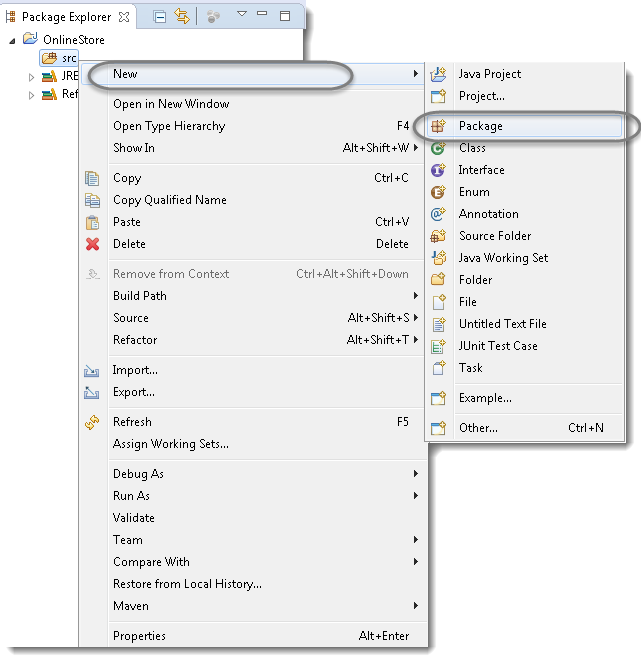 Package Explorer
OnlineStore
src
JRE
Ref
New
Open in New Window
Open Type Hierarchy F4
Show In Alt+Shift+W
Copy Ctrl+C
Copy Qualified Name
Paste Ctrl+V
Delete Delete
Remove from Context Ctrl+Alt+Shift+Down
Build Path
Source Alt+Shift+S
Refactor Alt+Shift+T
Import...
Export...
Refresh F5
Assign Working Sets...
Debug As
Run As
Validate
Team
Compare With
Restore from Local History...
Maven
Properties Alt+Enter
Java Project
Project...
Package
Class
Interface
Enum
Annotation
Source Folder
Java Working Set
Folder
File
Untitled Text File
JUnit Test Case
Task
Example...
Other... Ctrl+N